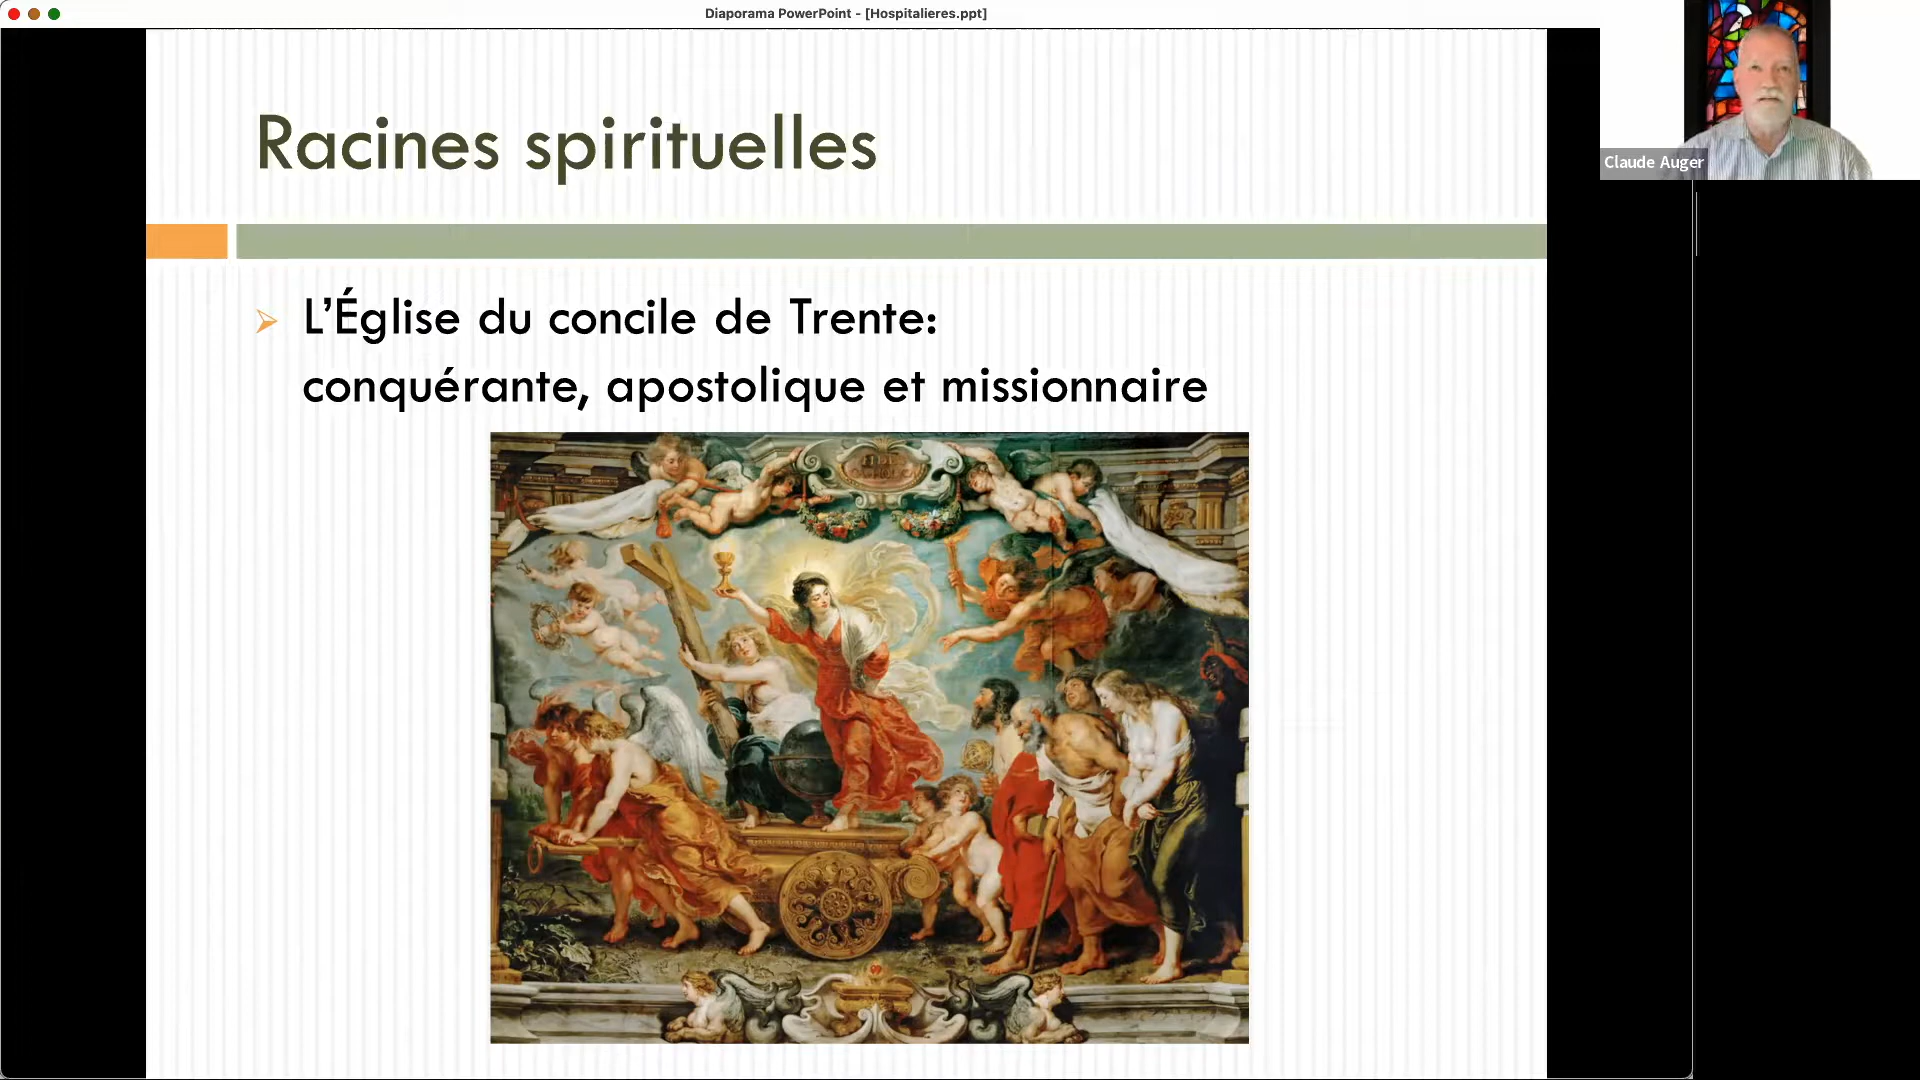 Diaporama PowerPoint - [Hospitalieres.ppt]
Claude Auger
Racines spirituelles
L’Église du concile de Trente:
conquérante, apostolique et missionnaire